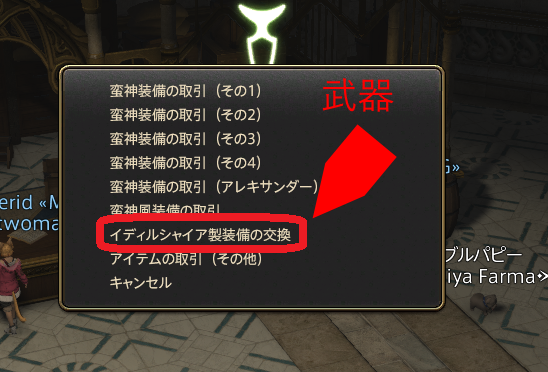 蛮神装備の取引（その1）
武器
蛮神装備の取引（その2）
蛮神装備の取引（その3）
蛮神装備の取引（その4）
蛮神装備の取引（アレキサンダー）
蛮神風装備の取引
イディルシャイア製装備の交換
アイテムの取引（その他）
キャンセル
erid «M
twoma
G»
ブルパピー
iya Farma